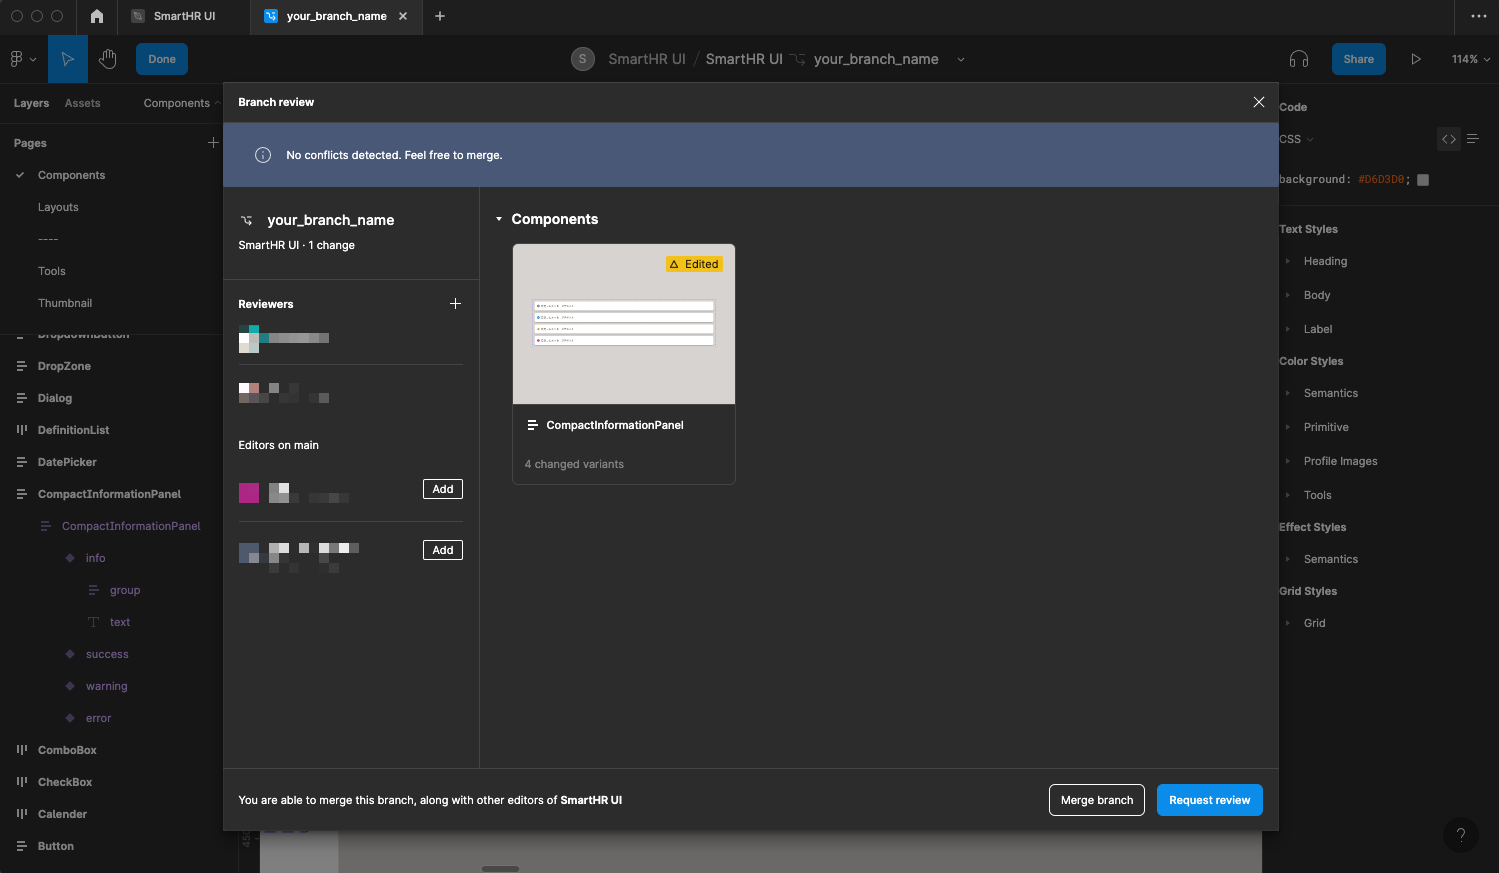 SmartHR UI
your_branch_name
Done
S
SmartHR UI / SmartHR UI
your_branch_name
Share
114%
Layers
Assets
Components
Pages
Components
Layouts
----
Tools
Thumbnail
DropdownButton
DropZone
Dialog
DefinitionList
DatePicker
CompactInformationPanel
CompactInformationPanel
info
group
text
success
warning
error
ComboBox
CheckBox
Calender
Button
Branch review
No conflicts detected. Feel free to merge.
your_branch_name
SmartHR UI · 1 change
Reviewers
Editors on main
Add
Add
Components
Edited
CompactInformationPanel
4 changed variants
You are able to merge this branch, along with other editors of SmartHR UI
Merge branch
Request review
Code
CSS
background: #D6D3D0;
Text Styles
Heading
Body
Label
Color Styles
Semantics
Primitive
Profile Images
Tools
Effect Styles
Semantics
Grid Styles
Grid
?